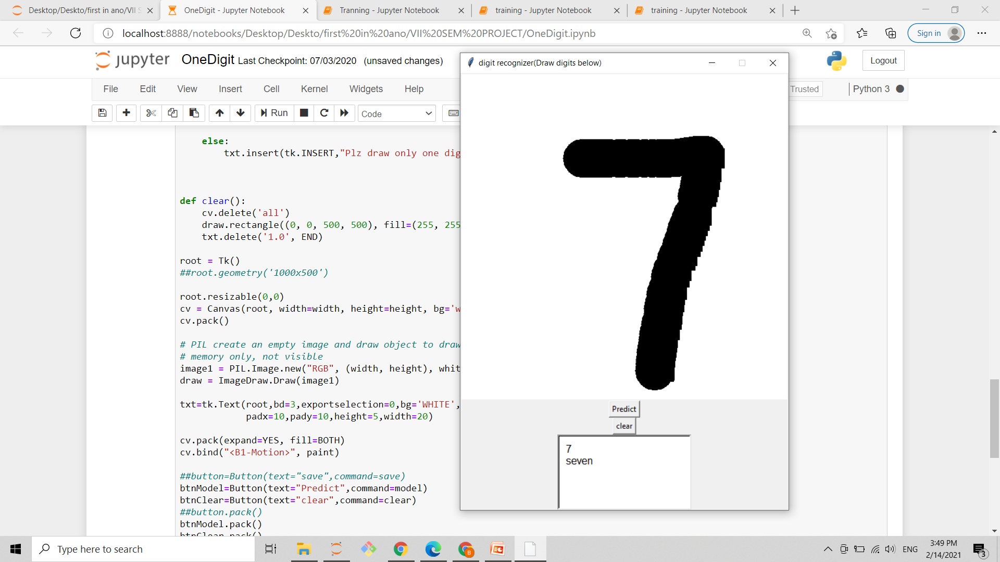 Desktop/Deskto/first in ano/VII S
OneDigit - Jupyter Notebook
Tranning - Jupyter Notebook
training - Jupyter Notebook
training - Jupyter Notebook
localhost:8888/notebooks/Desktop/Deskto/first%20in%20ano/VII%20SEM%20PROJECT/OneDigit.ipynb
Sign in
jupyter OneDigit Last Checkpoint: 07/03/2020 (unsaved changes)
Logout
File Edit View Insert Cell Kernel Widgets Help
Trusted
Python 3
Run
Code
else:
txt.insert(tk.INSERT,"Plz draw only one dig
def clear():
cv.delete('all')
draw.rectangle((0, 0, 500, 500), fill=(255, 255
txt.delete('1.0', END)
root = Tk()
##root.geometry('1000x500')
root.resizable(0,0)
cv = Canvas(root, width=width, height=height, bg='w
cv.pack()
# PIL create an empty image and draw object to draw
# memory only, not visible
image1 = PIL.Image.new("RGB", (width, height), whit
draw = ImageDraw.Draw(image1)
txt=tk.Text(root,bd=3,exportselection=0,bg='WHITE',
padx=10,pady=10,height=5,width=20)
cv.pack(expand=YES, fill=BOTH)
cv.bind("<B1-Motion>", paint)
##button=Button(text="save",command=save)
btnModel=Button(text="Predict",command=model)
btnClear=Button(text="clear",command=clear)
##button.pack()
btnModel.pack()
btnClear.pack()
digit recognizer(Draw digits below)
7
Predict
clear
7
seven
Type here to search
ENG
3:49 PM
2/14/2021
3